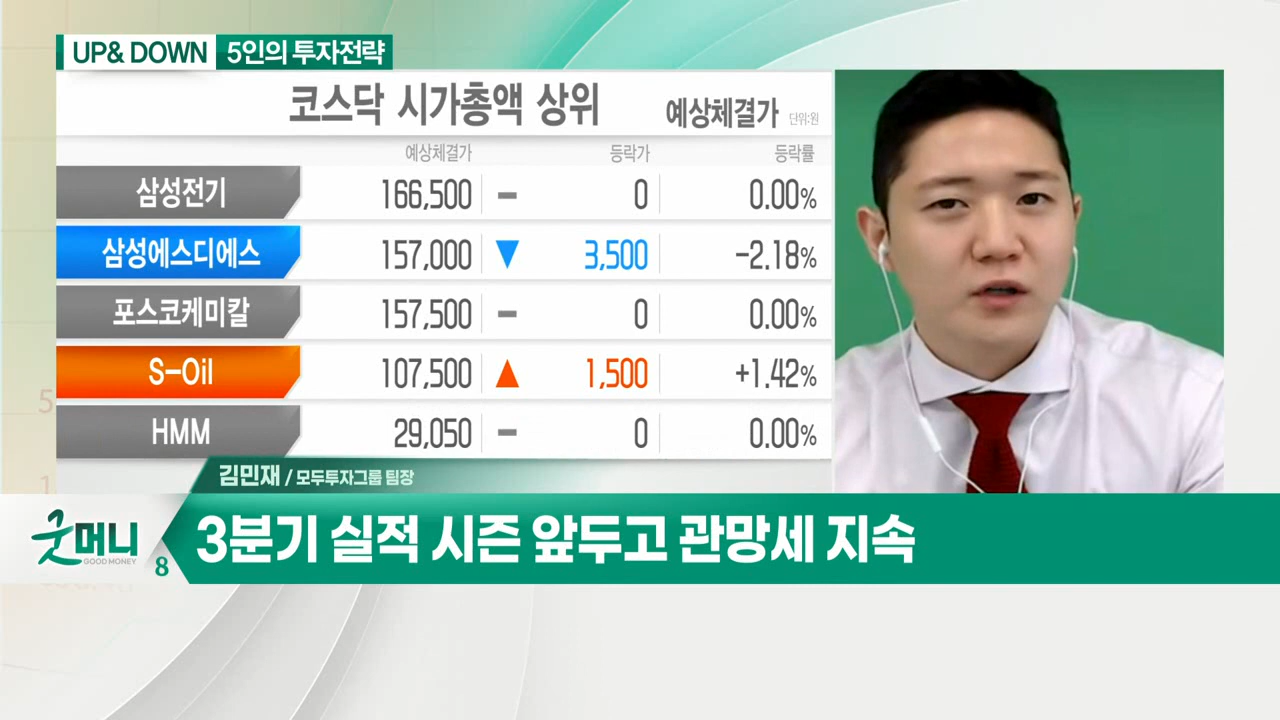 UP& DOWN 5인의 투자전략
코스닥 시가총액 상위 예상체결가 단위:원
예상체결가 등락가 등락률
삼성전기 166,500 0 0.00%
삼성에스디에스 157,000 ▼ 3,500 -2.18%
포스코케미칼 157,500 0 0.00%
S-Oil 107,500 ▲ 1,500 +1.42%
HMM 29,050 0 0.00%
김민재 / 모두투자그룹 팀장
굿머니 GOOD MONEY 8
3분기 실적 시즌 앞두고 관망세 지속